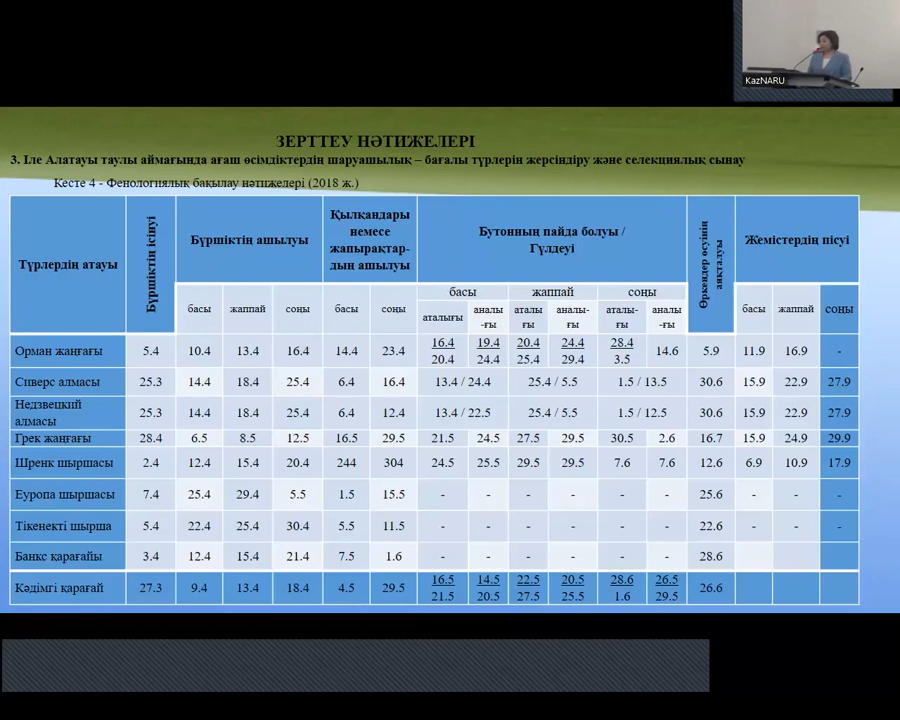 KazNARU
ЗЕРТТЕУ НӘТИЖЕЛЕРІ
3. Іле Алатауы таулы аймағында ағаш өсімдіктердің шаруашылық – бағалы түрлерін жерсіндіру және селекциялық сынау
Кесте 4 - Фенологиялық бақылау нәтижелері (2018 ж.)
Түрлердің атауы
Бүршіктің ісінуі
Бүршіктің ашылуы
Қылқандары
немесе
жапырақтар-
дың ашылуы
Бутонның пайда болуы /
Гүлдеуі
Өркендер өсуінің
аяқталуы
Жемістердің пісуі
басы жаппай соңы
басы жаппай соңы басы соңы басы жаппай соңы
аталығы аналы-ғы аталы ғы аналы-ғы аталы-ғы аналы-ғы
Орман жаңғағы 5.4 10.4 13.4 16.4 14.4 23.4 16.4 19.4 20.4 24.4 28.4 14.6 5.9 11.9 16.9 -
20.4 24.4 25.4 29.4 3.5
Сиверс алмасы 25.3 14.4 18.4 25.4 6.4 16.4 13.4 / 24.4 25.4 / 5.5 1.5 / 13.5 30.6 15.9 22.9 27.9
Недзвецкий
алмасы 25.3 14.4 18.4 25.4 6.4 12.4 13.4 / 22.5 25.4 / 5.5 1.5 / 12.5 30.6 15.9 22.9 27.9
Грек жаңғағы 28.4 6.5 8.5 12.5 16.5 29.5 21.5 24.5 27.5 29.5 30.5 2.6 16.7 15.9 24.9 29.9
Шренк шыршасы 2.4 12.4 15.4 20.4 244 304 24.5 25.5 29.5 29.5 7.6 7.6 12.6 6.9 10.9 17.9
Еуропа шыршасы 7.4 25.4 29.4 5.5 1.5 15.5 - - - - - - 25.6 - - -
Тікенекті шырша 5.4 22.4 25.4 30.4 5.5 11.5 - - - - - - 22.6 - - -
Банкс қарағайы 3.4 12.4 15.4 21.4 7.5 1.6 - - - - - - 28.6
Кәдімгі қарағай 27.3 9.4 13.4 18.4 4.5 29.5 16.5 14.5 22.5 20.5 28.6 26.5 26.6
21.5 20.5 27.5 25.5 1.6 29.5